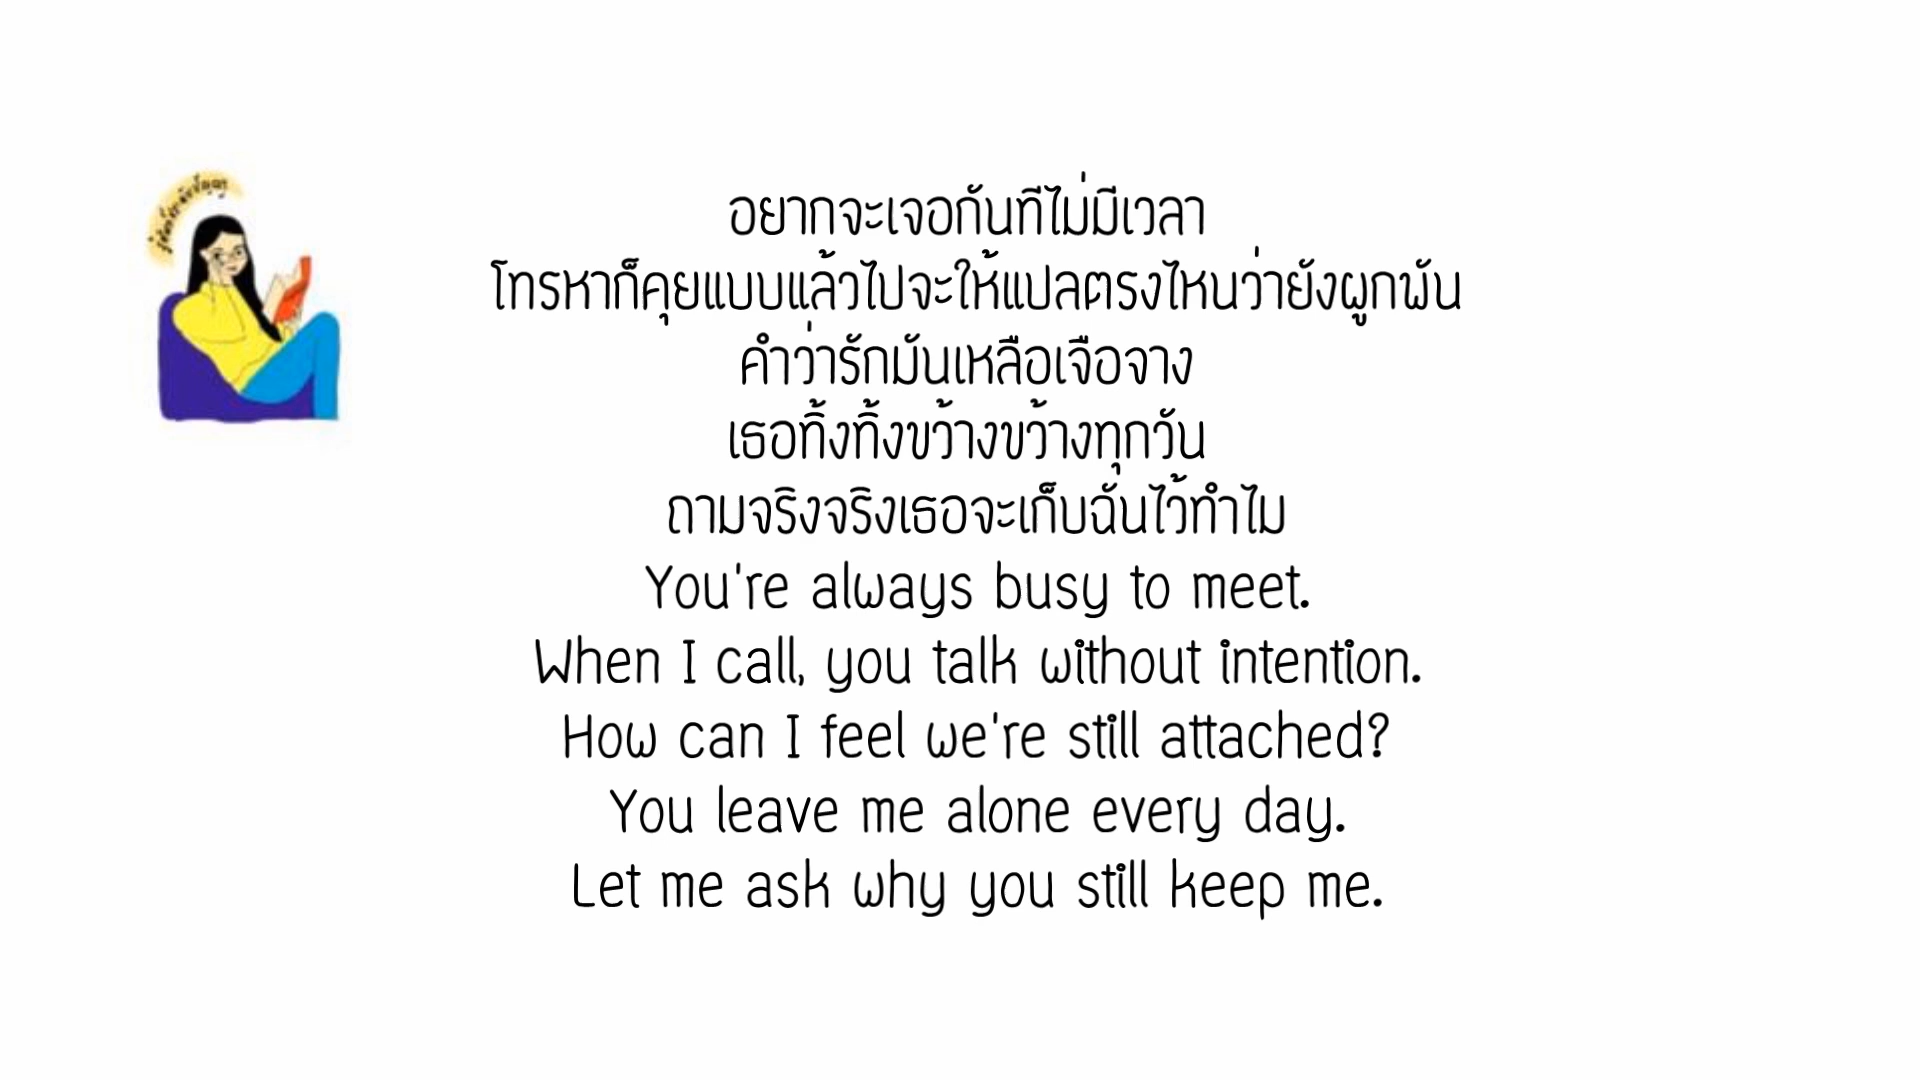 อยากจะเจอกันทีไม่มีเวลา
โทรหาก็คุยแบบแล้วไปจะให้แปลตรงไหนว่ายังผูกพัน
คำว่ารักมันเหลือเจือจาง
เธอทิ้งทิ้งขว้างขว้างทุกวัน
ถามจริงจริงเธอจะเก็บฉันไว้ทำไม
You're always busy to meet.
When I call, you talk without intention.
How can I feel we're still attached?
You leave me alone every day.
Let me ask why you still keep me.